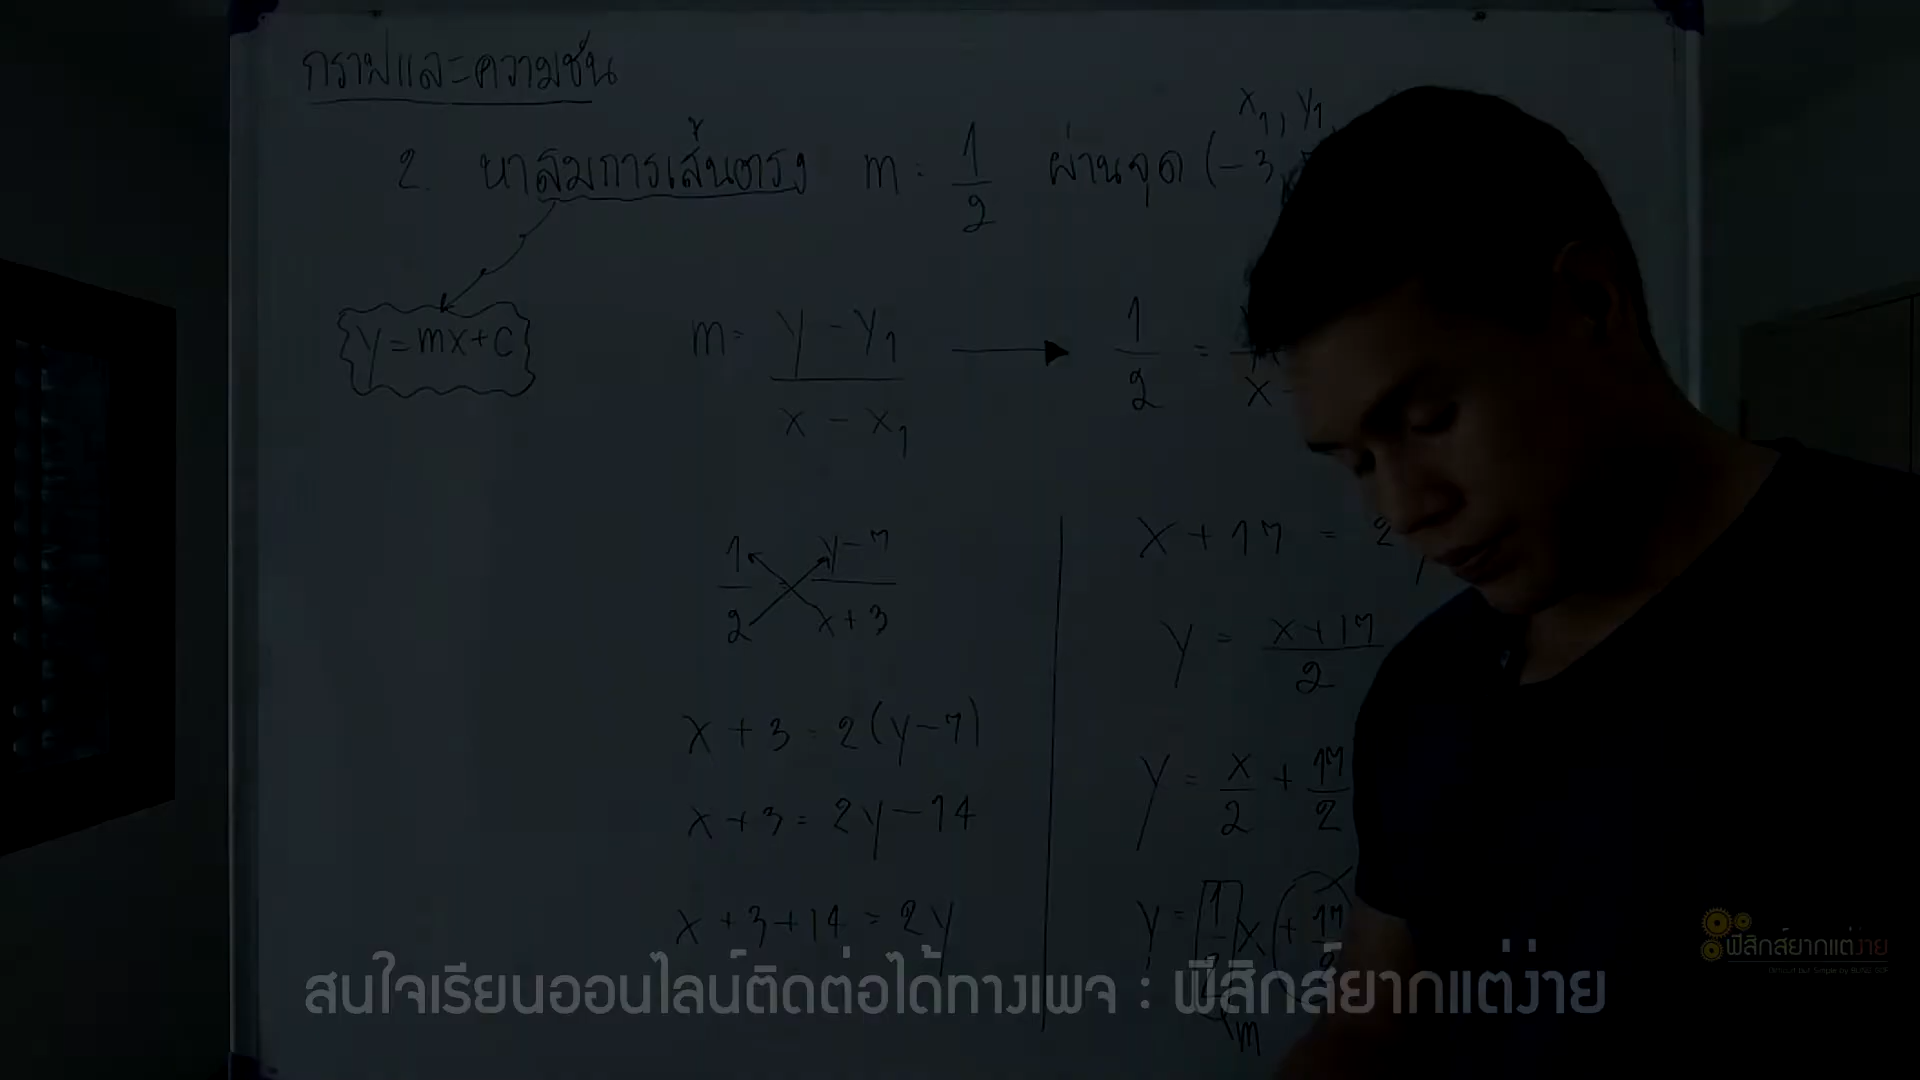 กราฟและความชัน
x₁, y₁
2. หาสมการเส้นตรง m = 1/2 ผ่านจุด (-3,
y = mx + c
m = (y - y₁)/(x - x₁) → 1/2 =
1/2 = (y - 7)/(x + 3)
x + 3 = 2(y - 7)
x + 3 = 2y - 14
x + 3 + 14 = 2y
x + 17 = 2y
y = (x + 17)/2
y = x/2 + 17/2
y = 1/2 x + 17/2
m
สนใจเรียนออนไลน์ติดต่อได้ทางเพจ : ฟิสิกส์ยากแต่ง่าย
ฟิสิกส์ยากแต่ง่าย